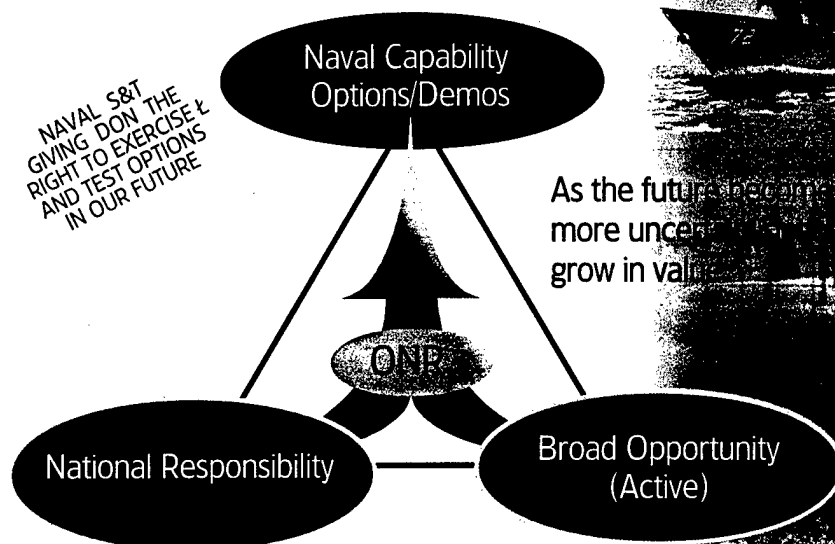 Naval Capability
Options/Demos
NAVAL S&T
GIVING DON THE
RIGHT TO EXERCISE Ł
AND TEST OPTIONS
IN OUR FUTURE
72
As the future become
more
grow in
ONR
National Responsibility
Broad Opportunity
(Active)